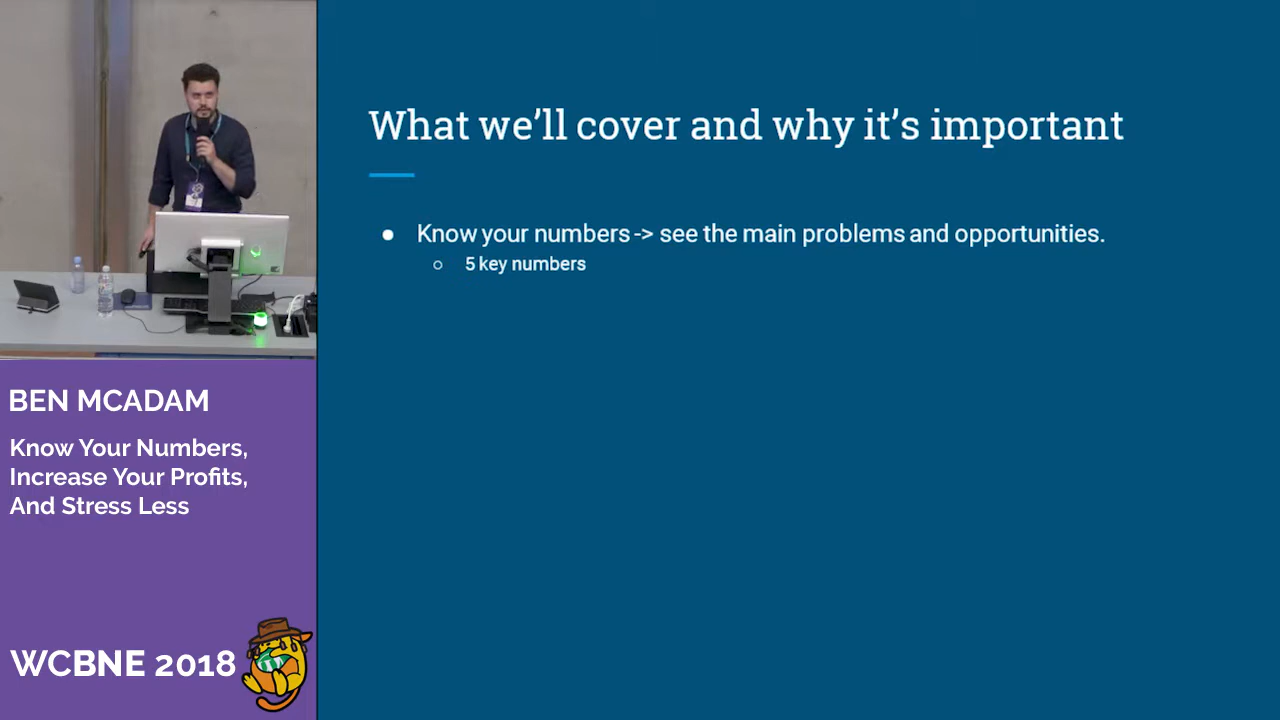 What we'll cover and why it's important
● Know your numbers -> see the main problems and opportunities.
○ 5 key numbers
BEN MCADAM
Know Your Numbers,
Increase Your Profits,
And Stress Less
WCBNE 2018